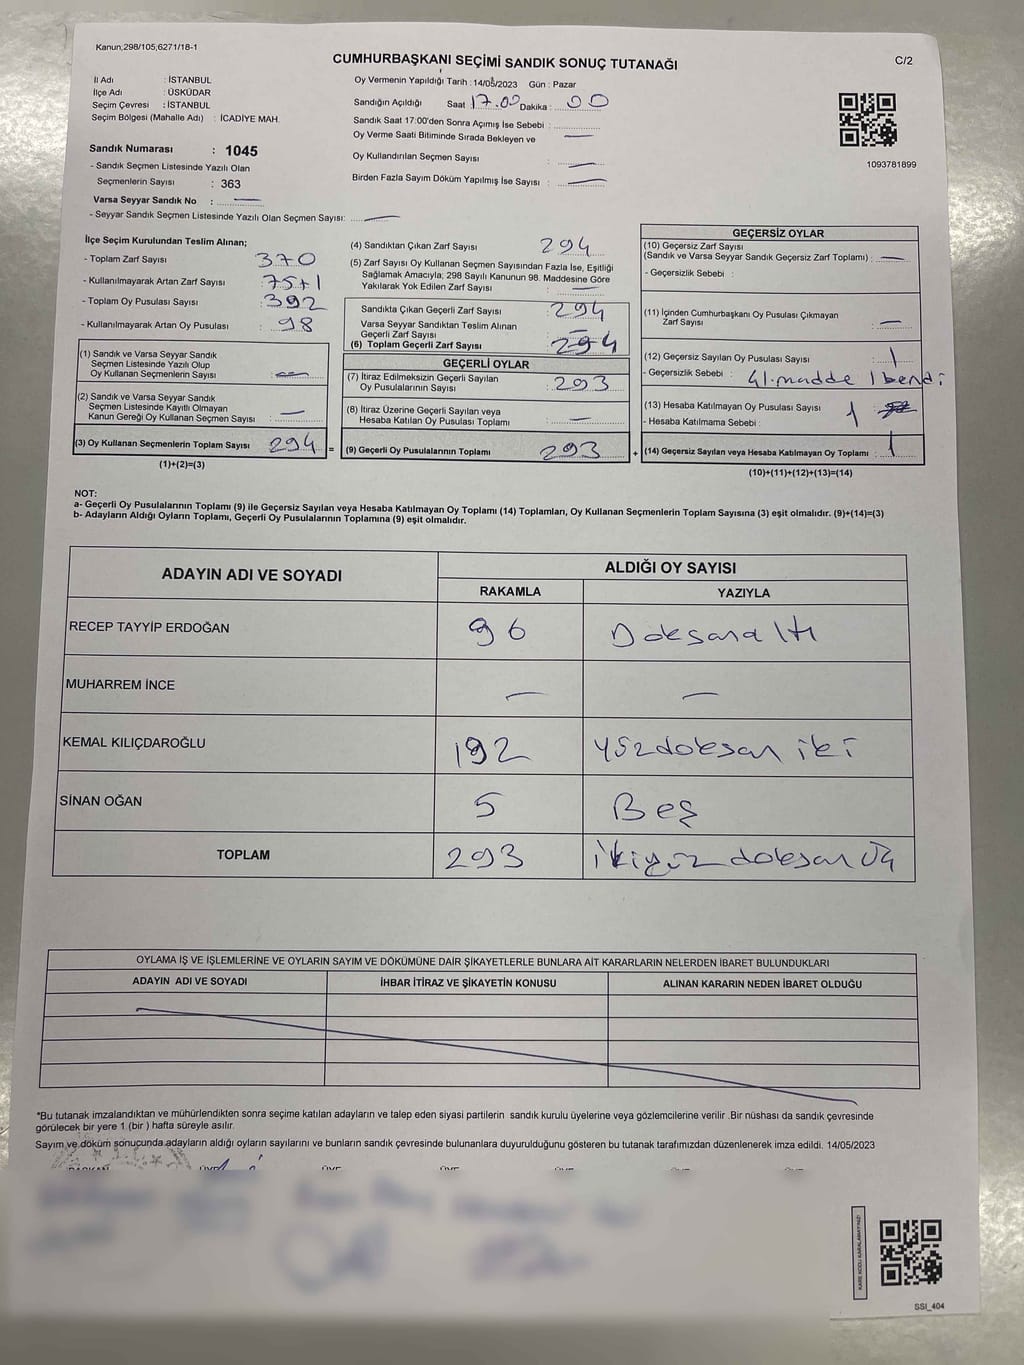 Kanun;298/105;6271/18-1
CUMHURBAŞKANI SEÇİMİ SANDIK SONUÇ TUTANAĞI
C/2
İl Adı : İSTANBUL
İlçe Adı : ÜSKÜDAR
Seçim Çevresi : İSTANBUL
Seçim Bölgesi (Mahalle Adı) : İCADİYE MAH.
Sandık Numarası : 1045
- Sandık Seçmen Listesinde Yazılı Olan
Seçmenlerin Sayısı : 363
Varsa Seyyar Sandık No : —
- Seyyar Sandık Seçmen Listesinde Yazılı Olan Seçmen Sayısı: —
Oy Vermenin Yapıldığı Tarih : 14/05/2023 Gün : Pazar
Sandığın Açıldığı Saat 17.00 Dakika : 00
Sandık Saat 17:00'den Sonra Açımış İse Sebebi :
Oy Verme Saati Bitiminde Sırada Bekleyen ve —
Oy Kullandırılan Seçmen Sayısı : —
Birden Fazla Sayım Döküm Yapılmış İse Sayısı : —
1093781899
İlçe Seçim Kurulundan Teslim Alınan;
- Toplam Zarf Sayısı : 370
- Kullanılmayarak Artan Zarf Sayısı : 75+1
- Toplam Oy Pusulası Sayısı : 392
- Kullanılmayarak Artan Oy Pusulası : 98
(1) Sandık ve Varsa Seyyar Sandık
Seçmen Listesinde Yazılı Olup
Oy Kullanan Seçmenlerin Sayısı : —
(2) Sandık ve Varsa Seyyar Sandık
Seçmen Listesinde Kayıtlı Olmayan
Kanun Gereği Oy Kullanan Seçmen Sayısı : —
(3) Oy Kullanan Seçmenlerin Toplam Sayısı 294 =
(1)+(2)=(3)
(4) Sandıktan Çıkan Zarf Sayısı 294
(5) Zarf Sayısı Oy Kullanan Seçmen Sayısından Fazla İse, Eşitliği
Sağlamak Amacıyla; 298 Sayılı Kanunun 98. Maddesine Göre
Yakılarak Yok Edilen Zarf Sayısı : —
Sandıkta Çıkan Geçerli Zarf Sayısı : 294
Varsa Seyyar Sandıktan Teslim Alınan
Geçerli Zarf Sayısı : —
(6) Toplam Geçerli Zarf Sayısı : 294
GEÇERLİ OYLAR
(7) İtiraz Edilmeksizin Geçerli Sayılan
Oy Pusulalarının Sayısı : 293
(8) İtiraz Üzerine Geçerli Sayılan veya
Hesaba Katılan Oy Pusulaları Toplamı : —
(9) Geçerli Oy Pusulalarının Toplamı 293 +
GEÇERSİZ OYLAR
(10) Geçersiz Zarf Sayısı
(Sandık ve Varsa Seyyar Sandık Geçersiz Zarf Toplamı) : —
- Geçersizlik Sebebi :
(11) İçinden Cumhurbaşkanı Oy Pusulası Çıkmayan
Zarf Sayısı : —
(12) Geçersiz Sayılan Oy Pusulası Sayısı : 1
- Geçersizlik Sebebi : 41.madde 1 bendi
(13) Hesaba Katılmayan Oy Pusulası Sayısı : 1
- Hesaba Katılmama Sebebi :
(14) Geçersiz Sayılan veya Hesaba Katılmayan Oy Toplamı : 1
(10)+(11)+(12)+(13)=(14)
NOT:
a- Geçerli Oy Pusulalarının Toplamı (9) ile Geçersiz Sayılan veya Hesaba Katılmayan Oy Toplamı (14) Toplamları, Oy Kullanan Seçmenlerin Toplam Sayısına (3) eşit olmalıdır. (9)+(14)=(3)
b- Adayların Aldığı Oyların Toplamı, Geçerli Oy Pusulalarının Toplamına (9) eşit olmalıdır.
ADAYIN ADI VE SOYADI
ALDIĞI OY SAYISI
RAKAMLA YAZIYLA
RECEP TAYYİP ERDOĞAN 96 Doksanaltı
MUHARREM İNCE — —
KEMAL KILIÇDAROĞLU 192 Yüzdoksan iki
SİNAN OĞAN 5 Beş
TOPLAM 293 ikiyüzdoksan üç
OYLAMA İŞ VE İŞLEMLERİNE VE OYLARIN SAYIM VE DÖKÜMÜNE DAİR ŞİKAYETLERLE BUNLARA AİT KARARLARIN NELERDEN İBARET BULUNDUKLARI
ADAYIN ADI VE SOYADI İHBAR İTİRAZ VE ŞİKAYETİN KONUSU ALINAN KARARIN NEDEN İBARET OLDUĞU
*Bu tutanak imzalandıktan ve mühürlendikten sonra seçime katılan adayların ve talep eden siyasi partilerin sandık kurulu üyelerine veya gözlemcilerine verilir .Bir nüshası da sandık çevresinde
görülecek bir yere 1 (bir ) hafta süreyle asılır.
Sayım ve döküm sonuçunda adayların aldığı oyların sayılarını ve bunların sandık çevresinde bulunanlara duyurulduğunu gösteren bu tutanak tarafımızdan düzenlenerek imza edildi. 14/05/2023
BAŞKAN ÜYE ÜYE ÜYE ÜYE ÜYE ÜYE
KARE KODU KARALAMAYINIZ!
SSI_404